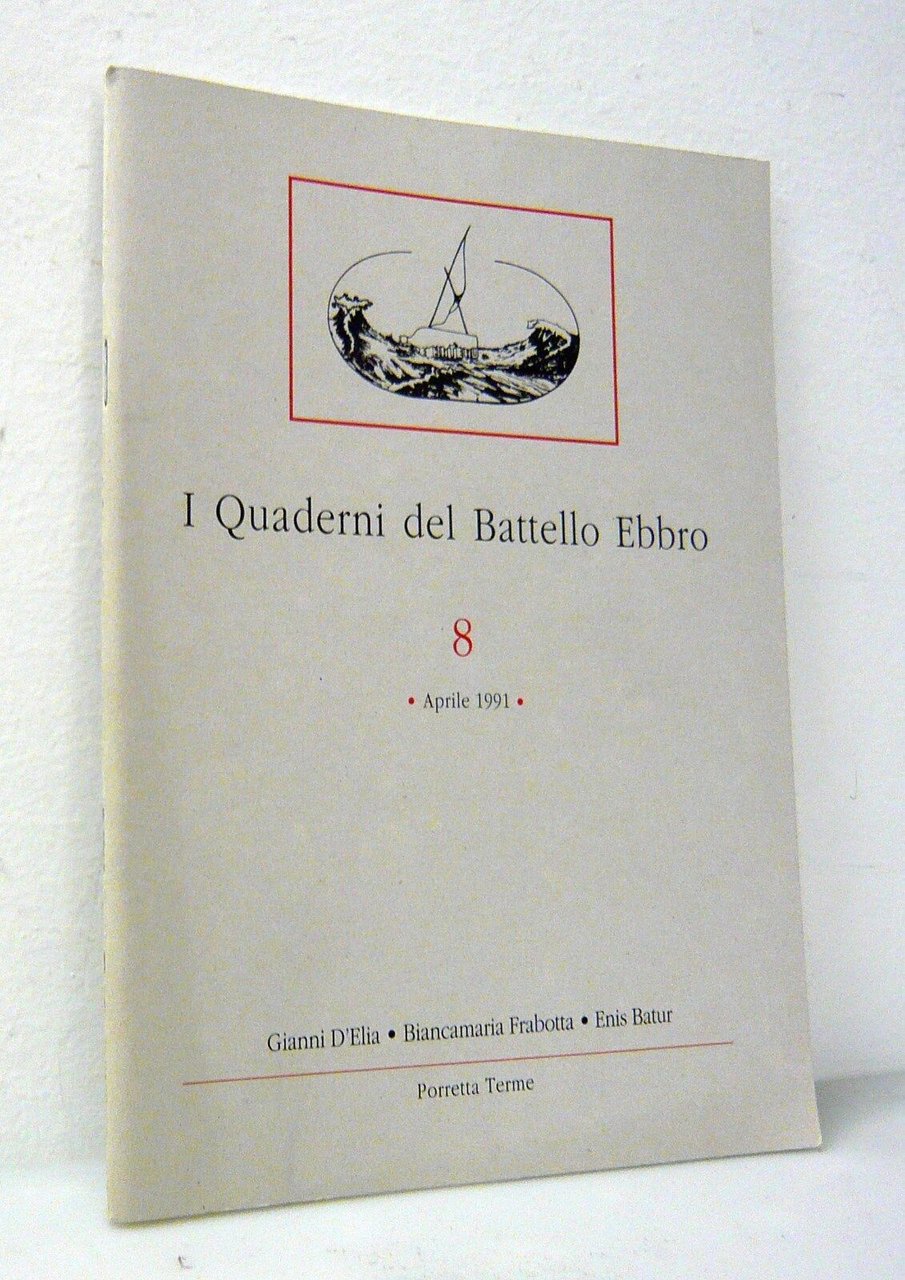 I Quaderni del Battello Ebbro
8
• Aprile 1991 •
Gianni D'Elia • Biancamaria Frabotta • Enis Batur
Porretta Terme